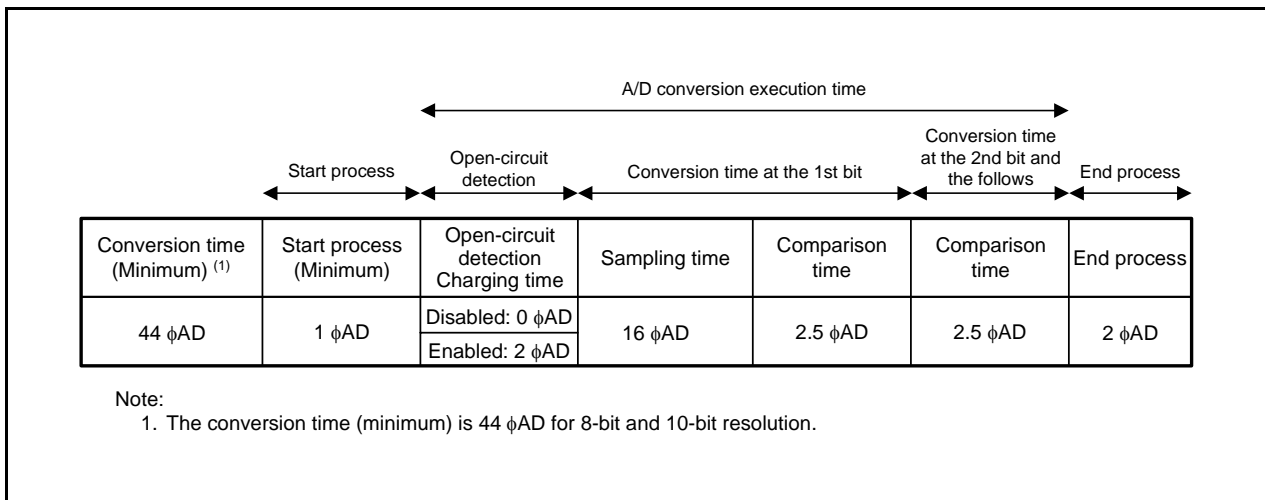 A/D conversion execution time
Start process
Open-circuit
detection
Conversion time at the 1st bit
Conversion time
at the 2nd bit and
the follows
End process
Conversion time
(Minimum) (1)
Start process
(Minimum)
Open-circuit
detection
Charging time
Sampling time
Comparison
time
Comparison
time
End process
44 ϕAD
1 ϕAD
Disabled: 0 ϕAD
Enabled: 2 ϕAD
16 ϕAD
2.5 ϕAD
2.5 ϕAD
2 ϕAD
Note:
1. The conversion time (minimum) is 44 ϕAD for 8-bit and 10-bit resolution.